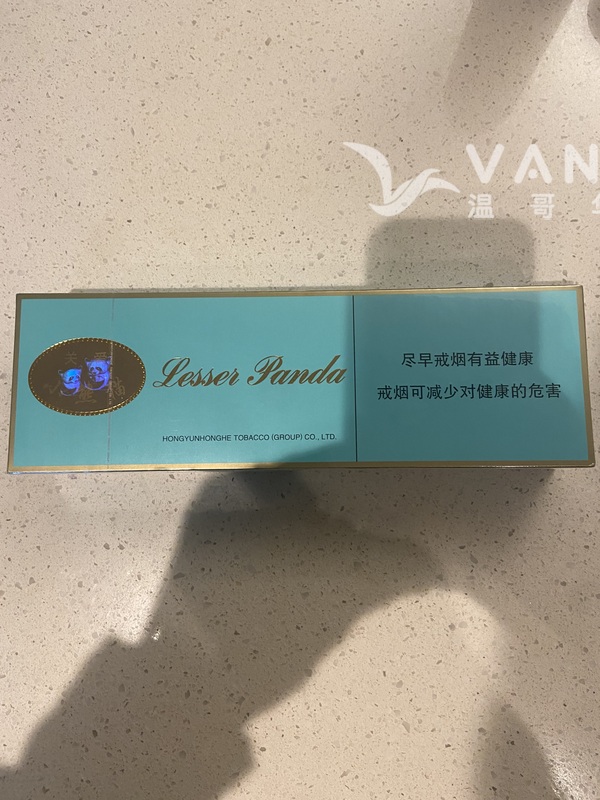 VAN
温哥华
Lesser Panda
HONGYUNHONGHE TOBACCO (GROUP) CO., LTD.
尽早戒烟有益健康
戒烟可减少对健康的危害